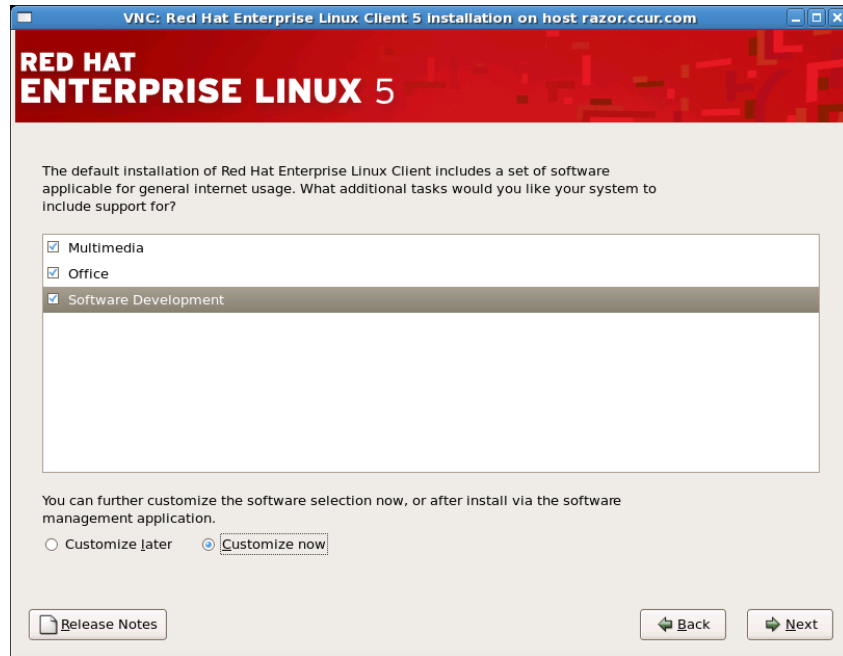 VNC: Red Hat Enterprise Linux Client 5 installation on host razor.ccur.com
RED HAT
ENTERPRISE LINUX 5
The default installation of Red Hat Enterprise Linux Client includes a set of software
applicable for general internet usage. What additional tasks would you like your system to
include support for?
Multimedia
Office
Software Development
You can further customize the software selection now, or after install via the software
management application.
Customize later
Customize now
Release Notes
Back
Next